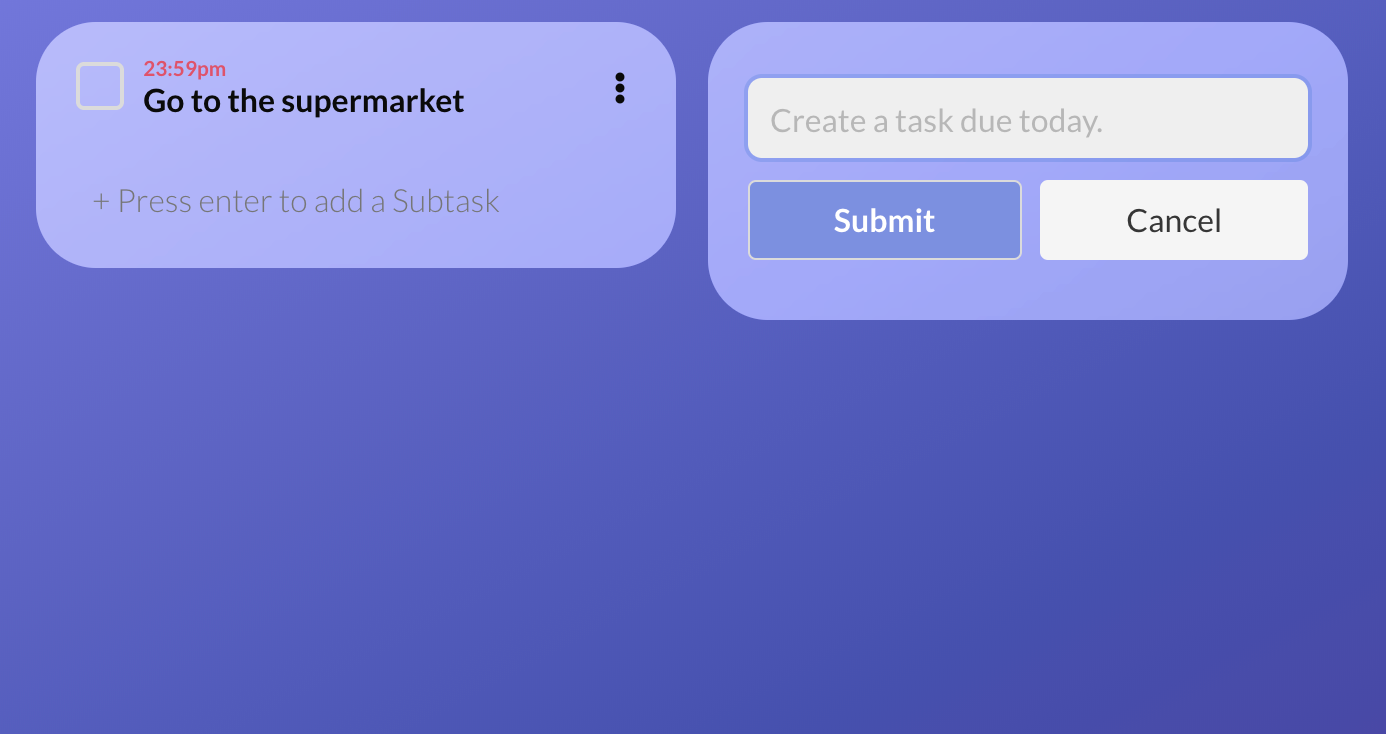 23:59pm
Go to the supermarket
+ Press enter to add a Subtask
Create a task due today.
Submit
Cancel